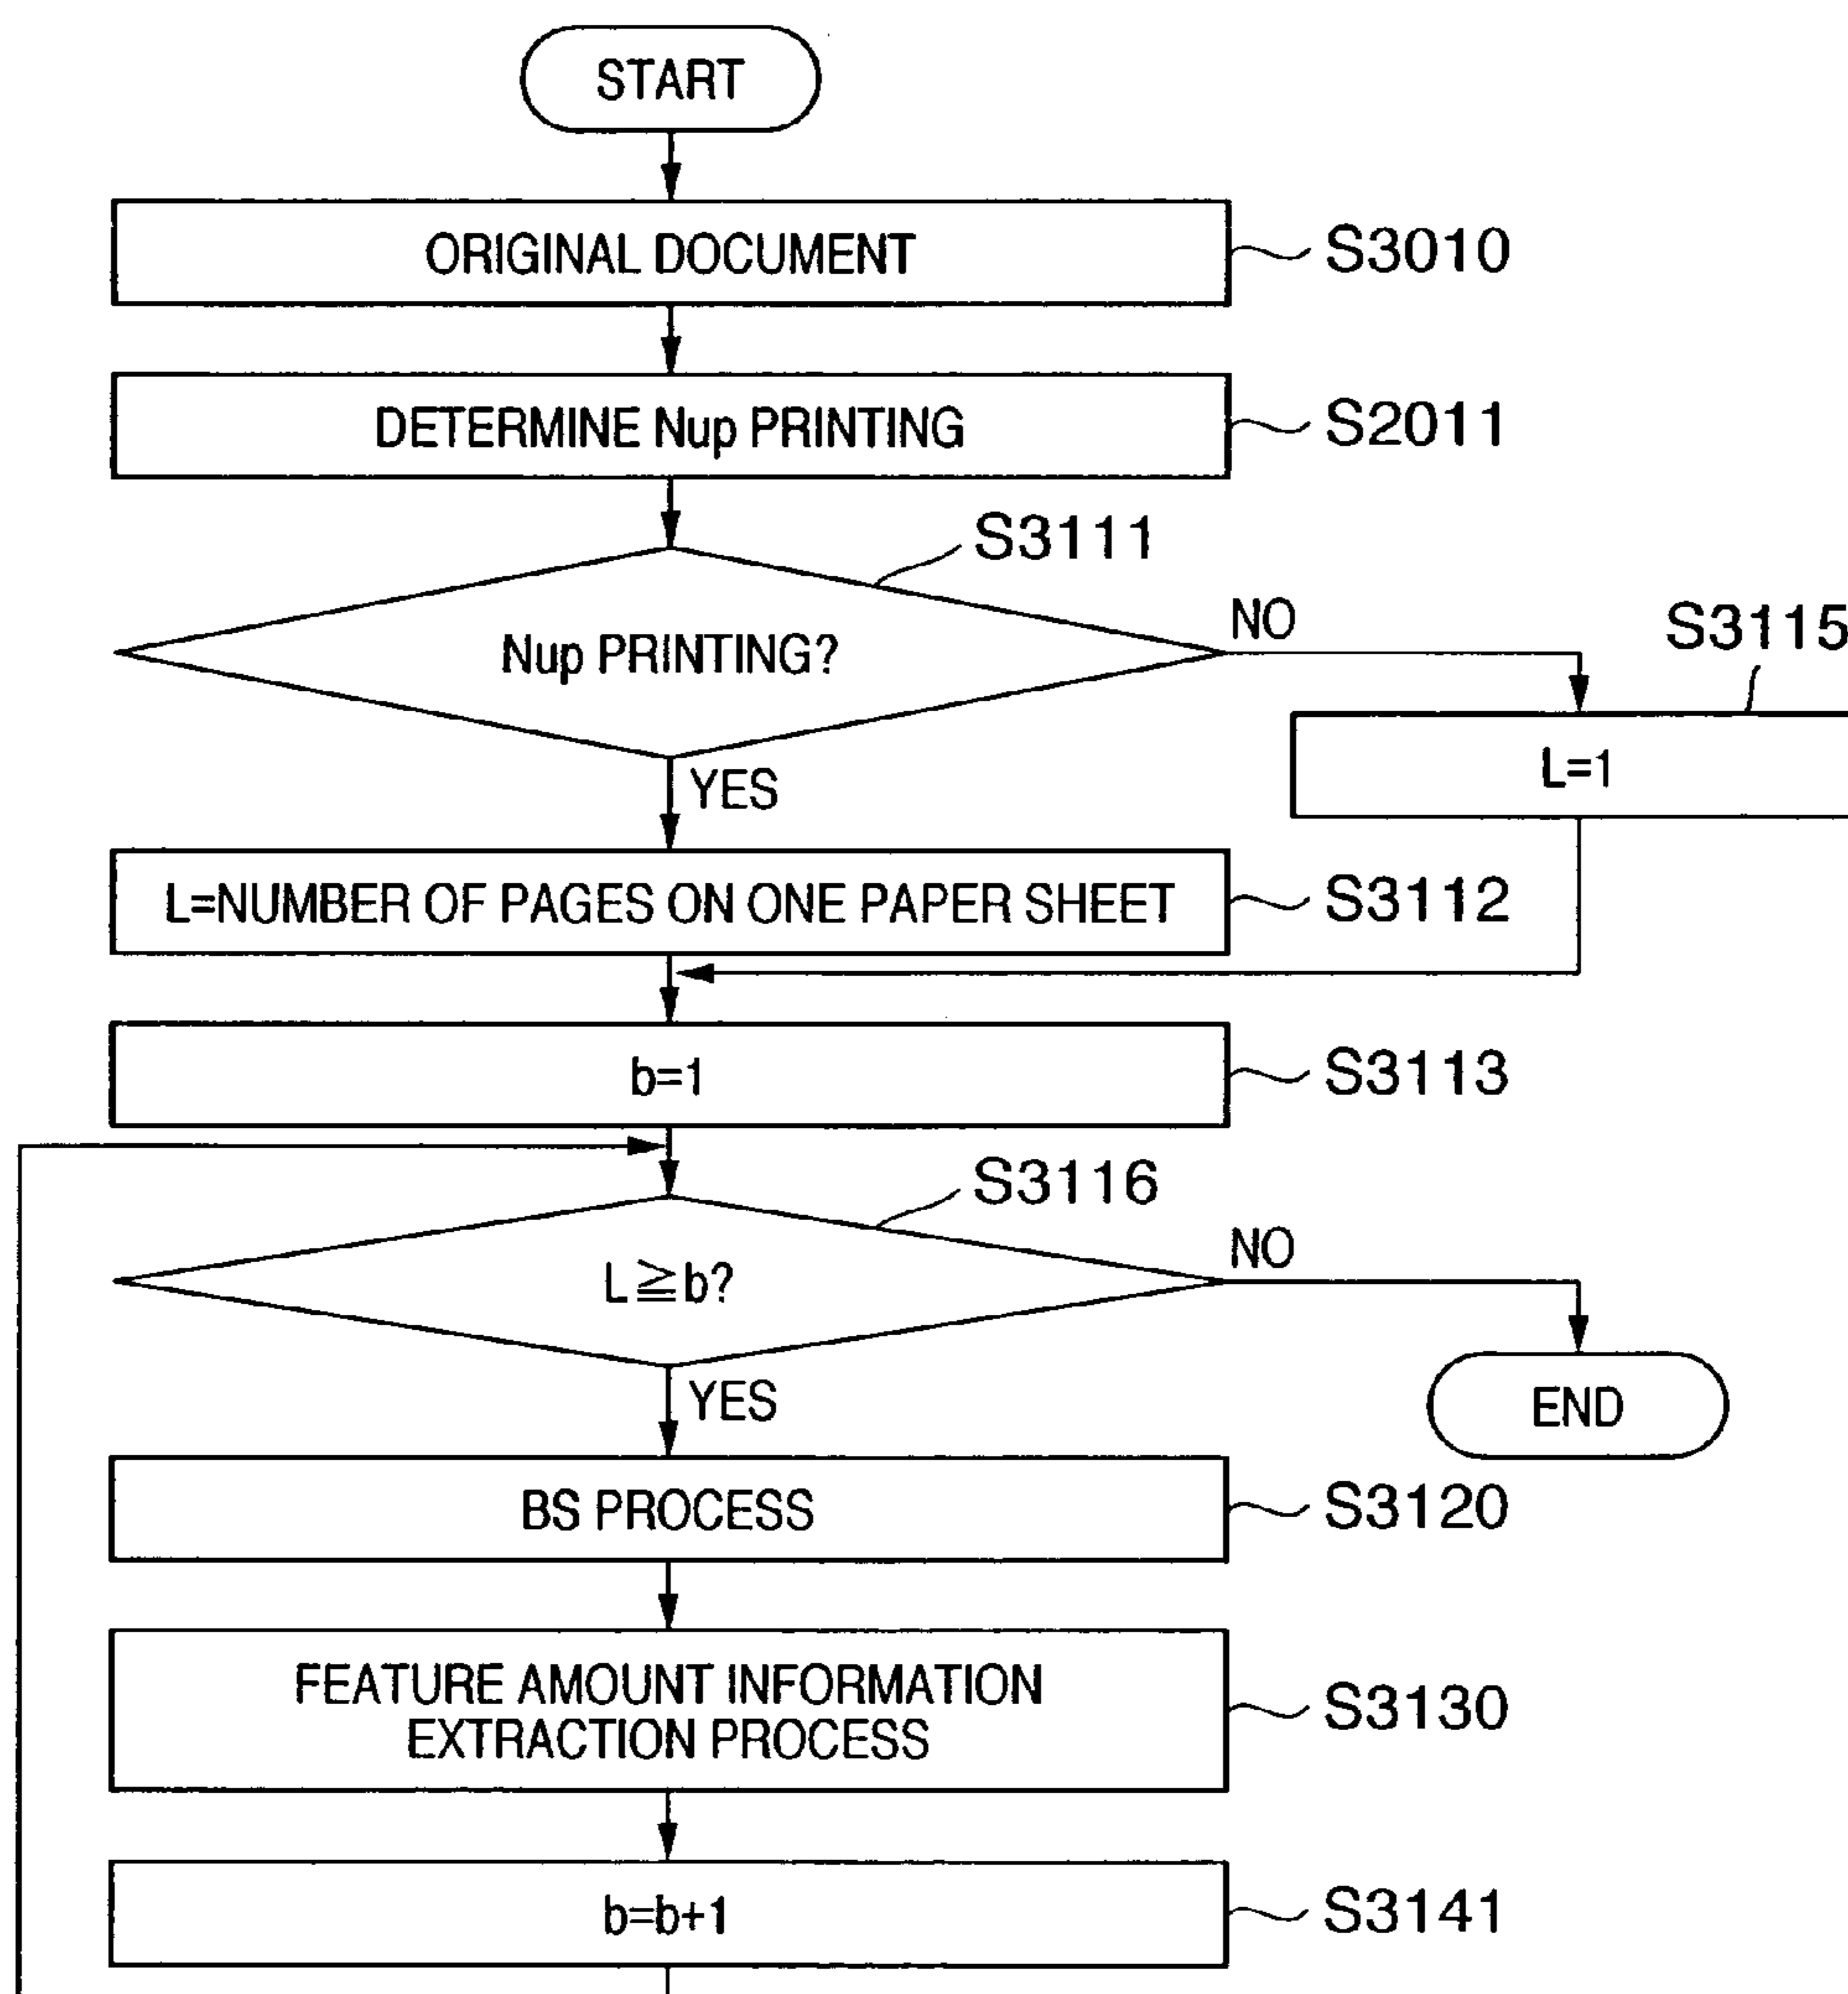 START
ORIGINAL DOCUMENT
S3010
DETERMINE Nup PRINTING
S2011
S3111
Nup PRINTING?
NO
S3115
L=1
YES
L=NUMBER OF PAGES ON ONE PAPER SHEET
S3112
b=1
S3113
S3116
L≧b?
NO
END
YES
BS PROCESS
S3120
FEATURE AMOUNT INFORMATION
EXTRACTION PROCESS
S3130
b=b+1
S3141